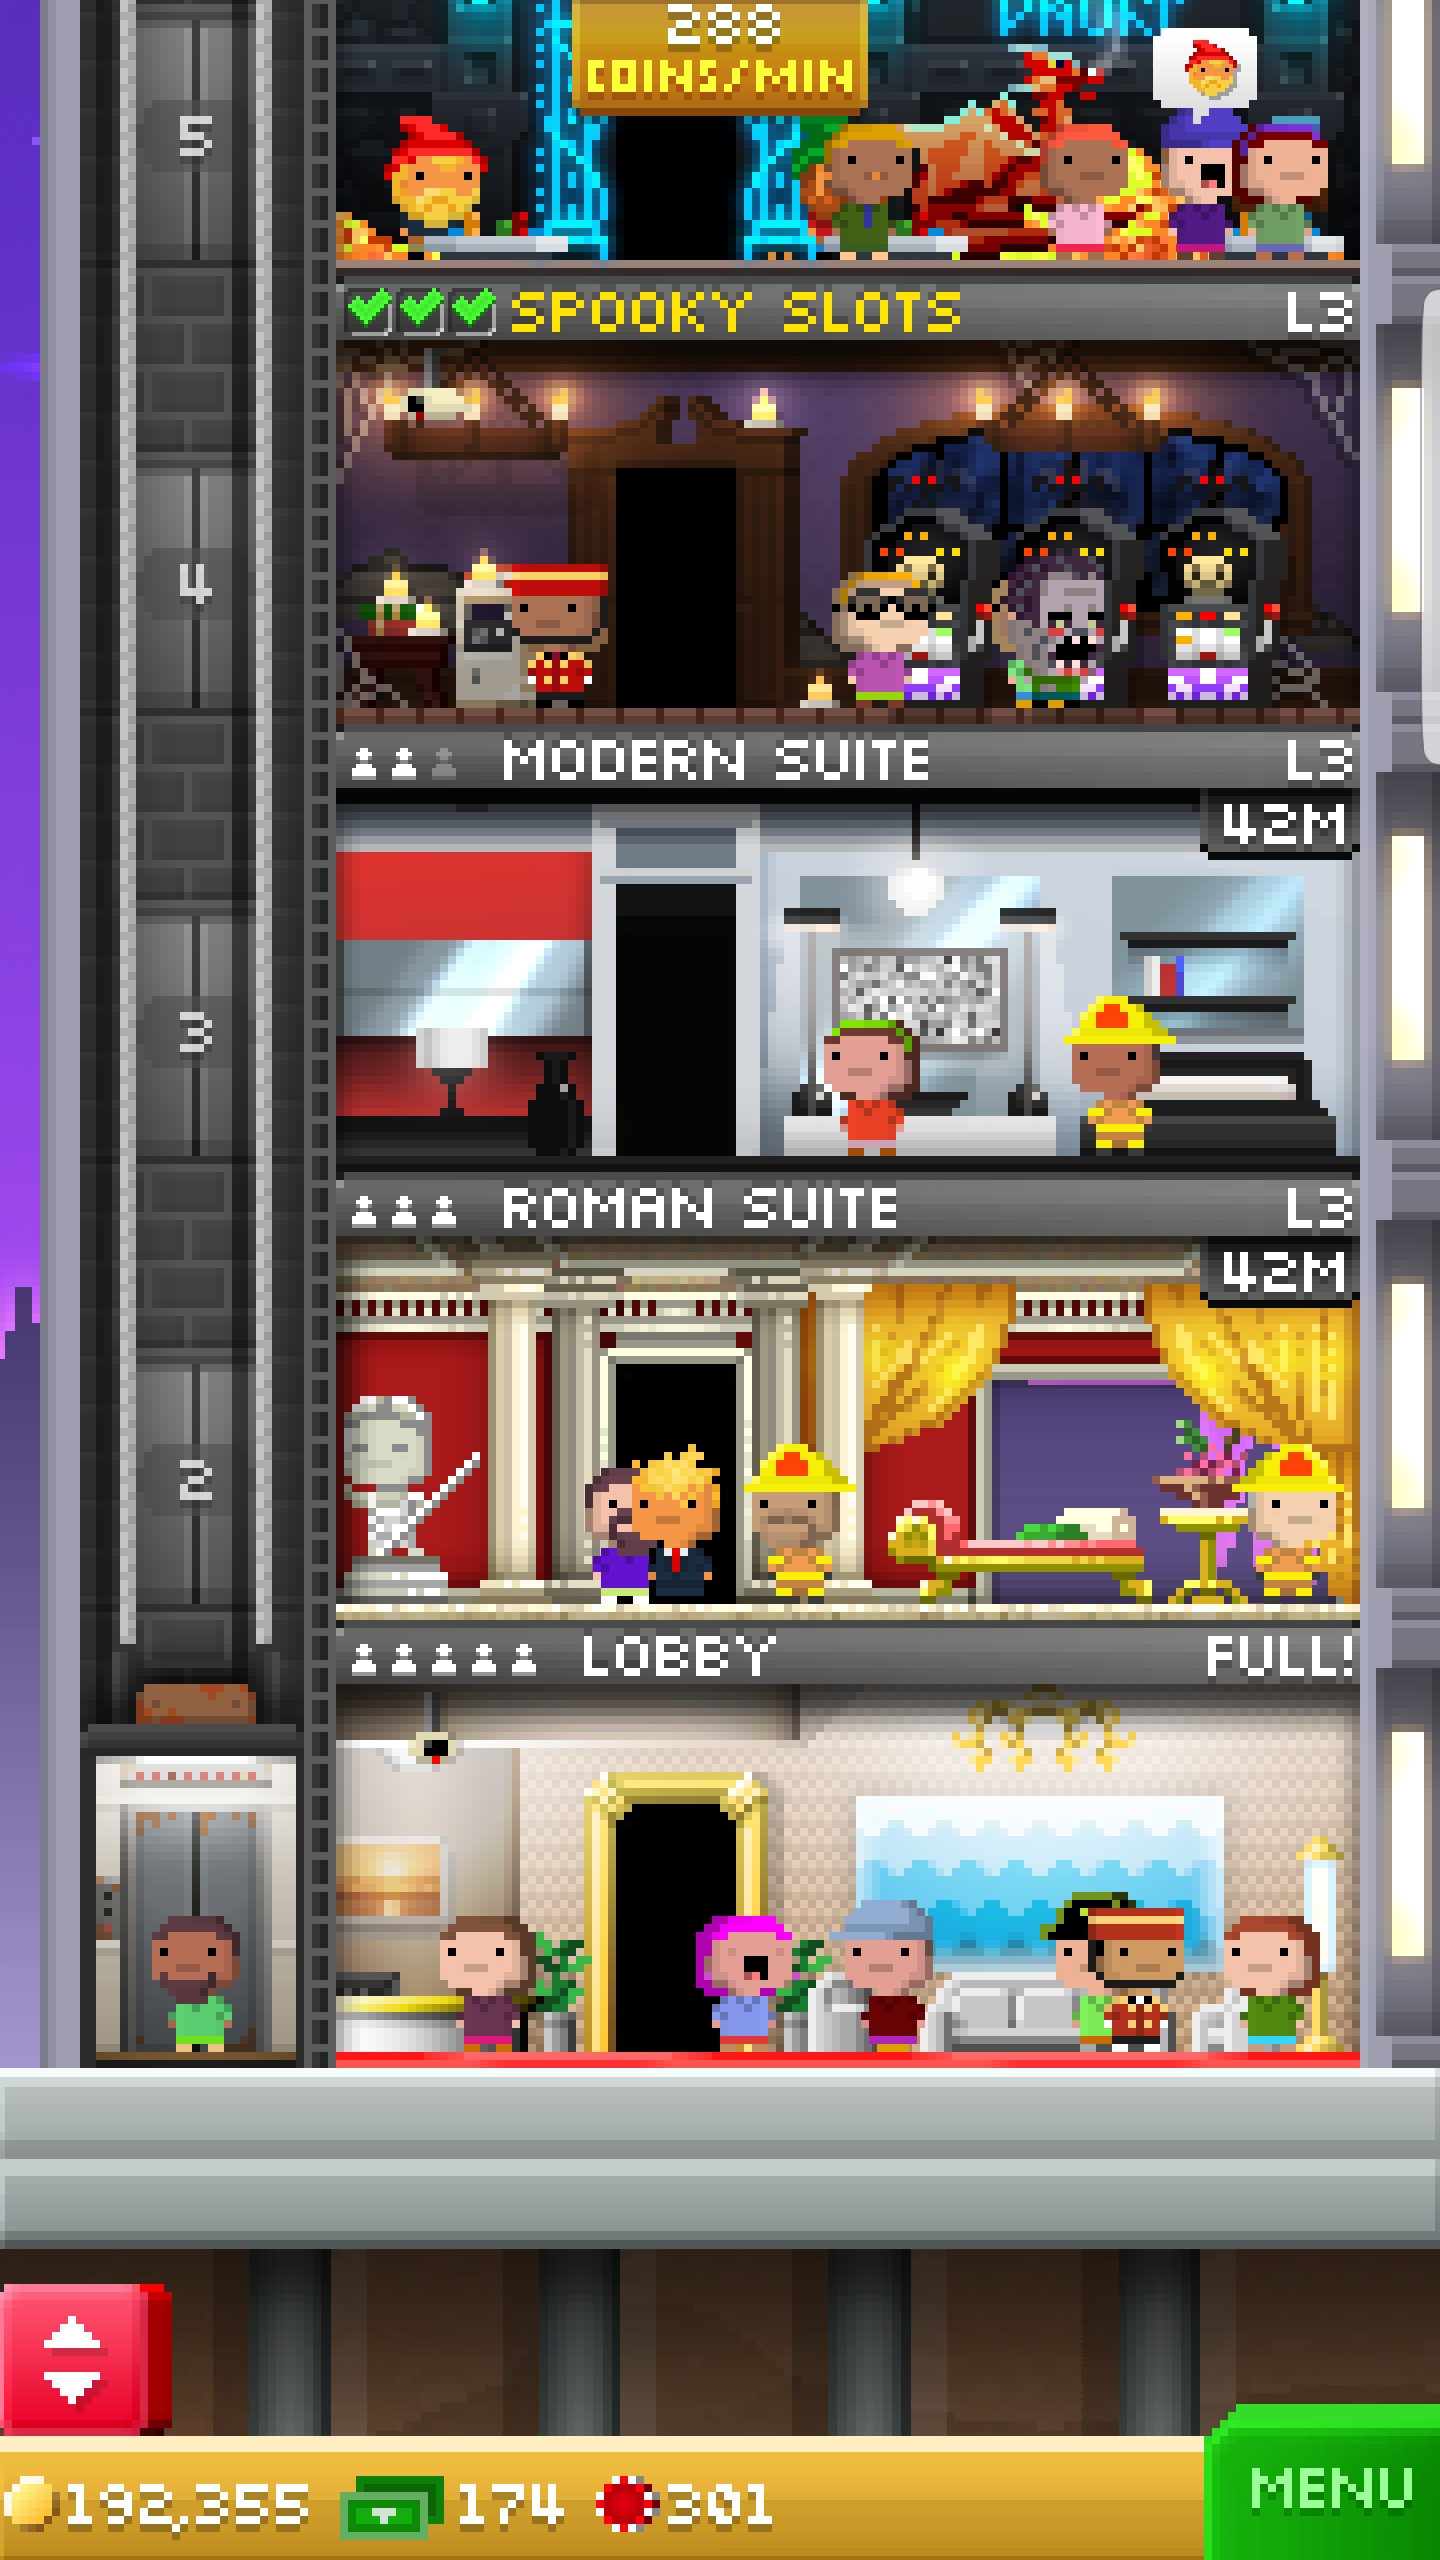 288
COINS/MIN
5
SPOOKY SLOTS L3
4
MODERN SUITE L3
42M
3
ROMAN SUITE L3
42M
2
LOBBY FULL!
192,355 174 301
MENU